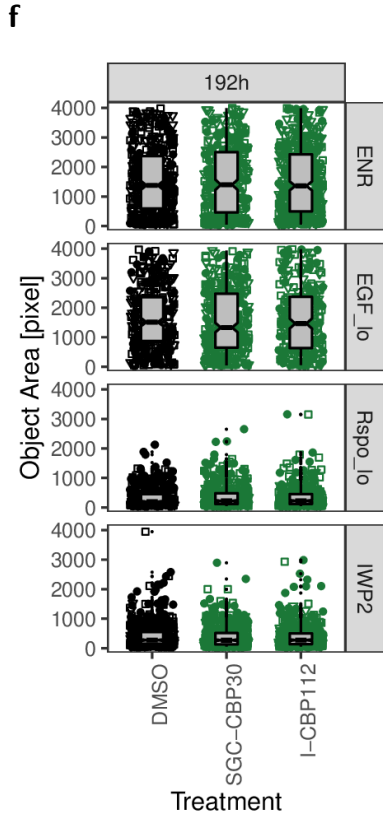 f
192h
4000
3000
2000
1000
0
ENR
4000
3000
2000
1000
0
EGF_lo
4000
3000
2000
1000
0
Rspo_lo
4000
3000
2000
1000
0
IWP2
Object Area [pixel]
DMSO
SGC-CBP30
I-CBP112
Treatment